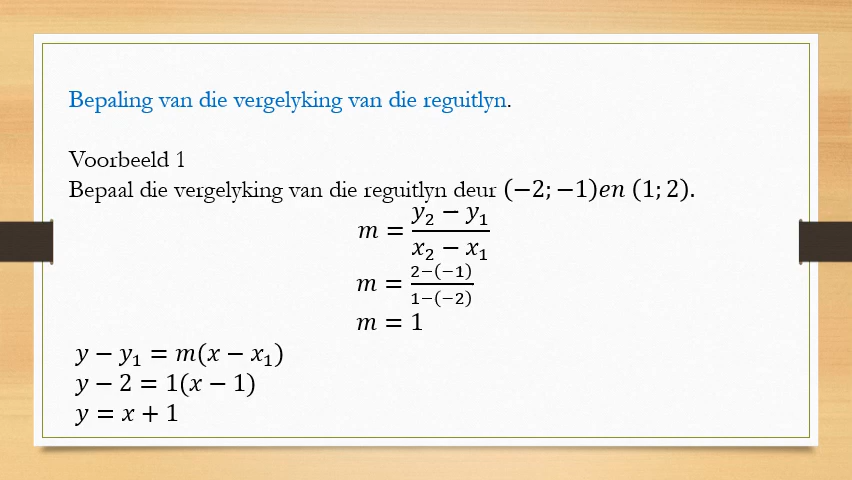 Bepaling van die vergelyking van die reguitlyn.
Voorbeeld 1
Bepaal die vergelyking van die reguitlyn deur (−2; −1)en (1; 2).
m = (y₂ − y₁)/(x₂ − x₁)
m = (2−(−1))/(1−(−2))
m = 1
y − y₁ = m(x − x₁)
y − 2 = 1(x − 1)
y = x + 1